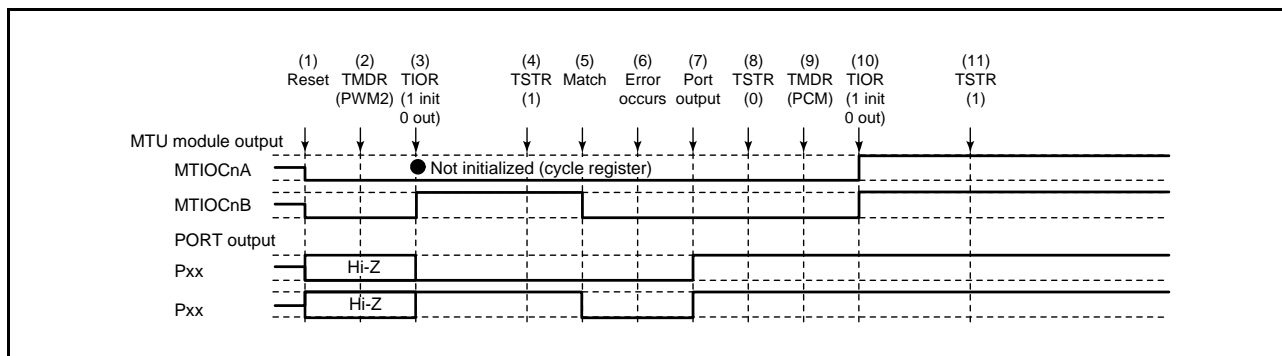 (1) (2) (3) (4) (5) (6) (7) (8) (9) (10) (11)
Reset TMDR TIOR TSTR Match Error Port TSTR TMDR TIOR TSTR
(PWM2) (1 init (1) occurs output (0) (PCM) (1 init (1)
0 out) 0 out)
MTU module output
MTIOCnA ● Not initialized (cycle register)
MTIOCnB
PORT output
Pxx Hi-Z
Pxx Hi-Z